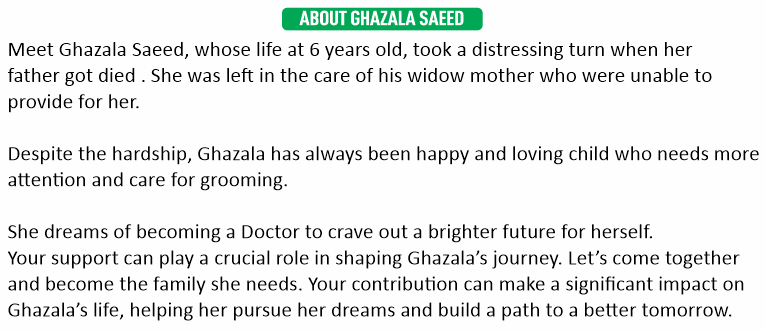 ABOUT GHAZALA SAEED
Meet Ghazala Saeed, whose life at 6 years old, took a distressing turn when her
father got died . She was left in the care of his widow mother who were unable to
provide for her.
Despite the hardship, Ghazala has always been happy and loving child who needs more
attention and care for grooming.
She dreams of becoming a Doctor to crave out a brighter future for herself.
Your support can play a crucial role in shaping Ghazala’s journey. Let’s come together
and become the family she needs. Your contribution can make a significant impact on
Ghazala’s life, helping her pursue her dreams and build a path to a better tomorrow.